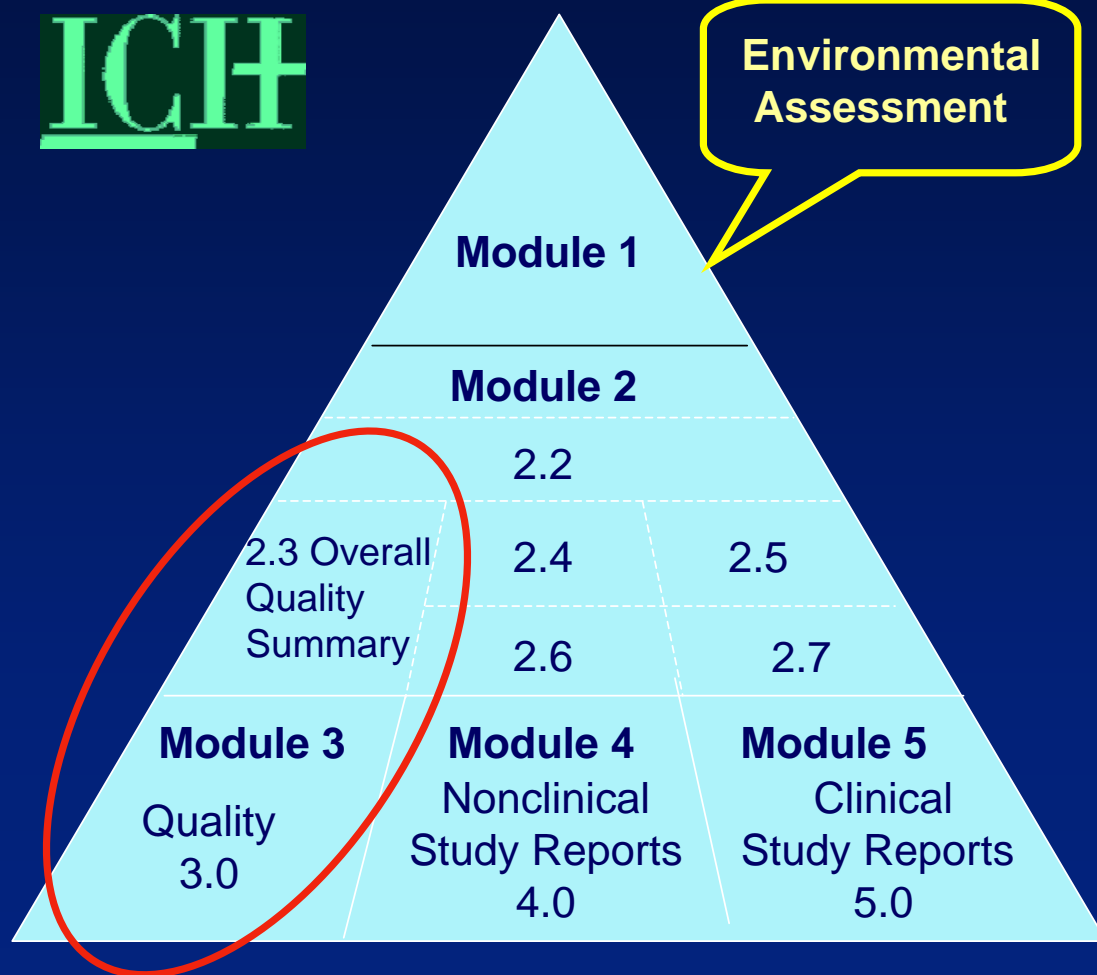 ICH
Environmental
Assessment
Module 1
Module 2
2.2
2.3 Overall
Quality
Summary
2.4
2.5
2.6
2.7
Module 3
Quality
3.0
Module 4
Nonclinical
Study Reports
4.0
Module 5
Clinical
Study Reports
5.0